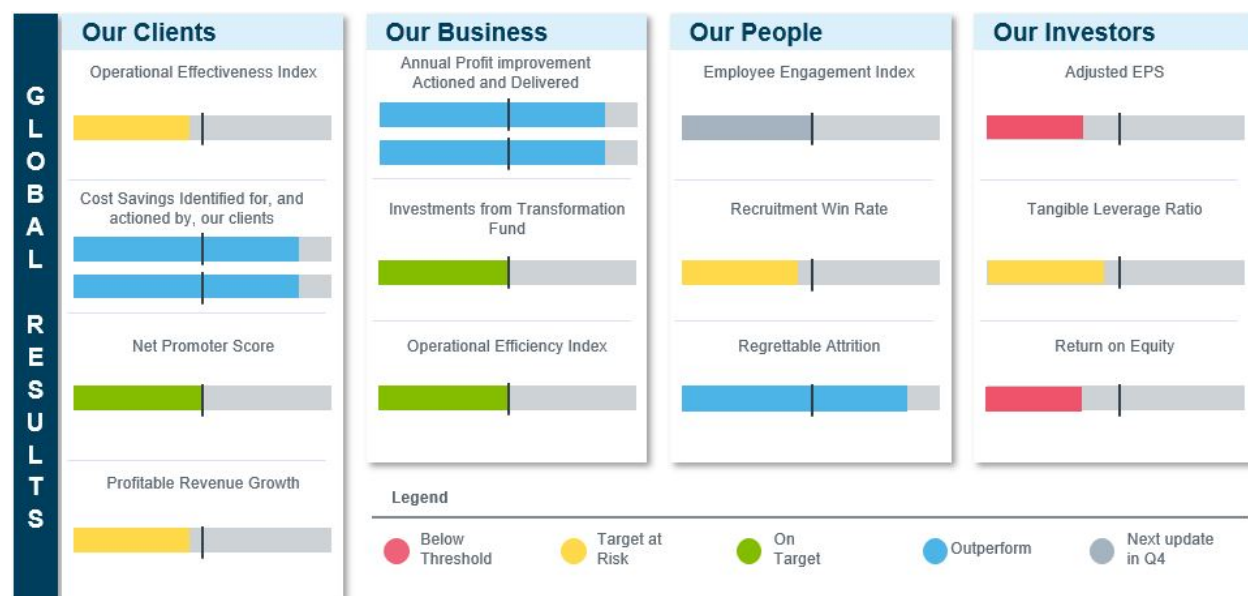 GLOBAL RESULTS
Our Clients
Operational Effectiveness Index
Cost Savings Identified for, and
actioned by, our clients
Net Promoter Score
Profitable Revenue Growth
Our Business
Annual Profit improvement
Actioned and Delivered
Investments from Transformation
Fund
Operational Efficiency Index
Our People
Employee Engagement Index
Recruitment Win Rate
Regrettable Attrition
Our Investors
Adjusted EPS
Tangible Leverage Ratio
Return on Equity
Legend
Below
Threshold
Target at
Risk
On
Target
Outperform
Next update
in Q4